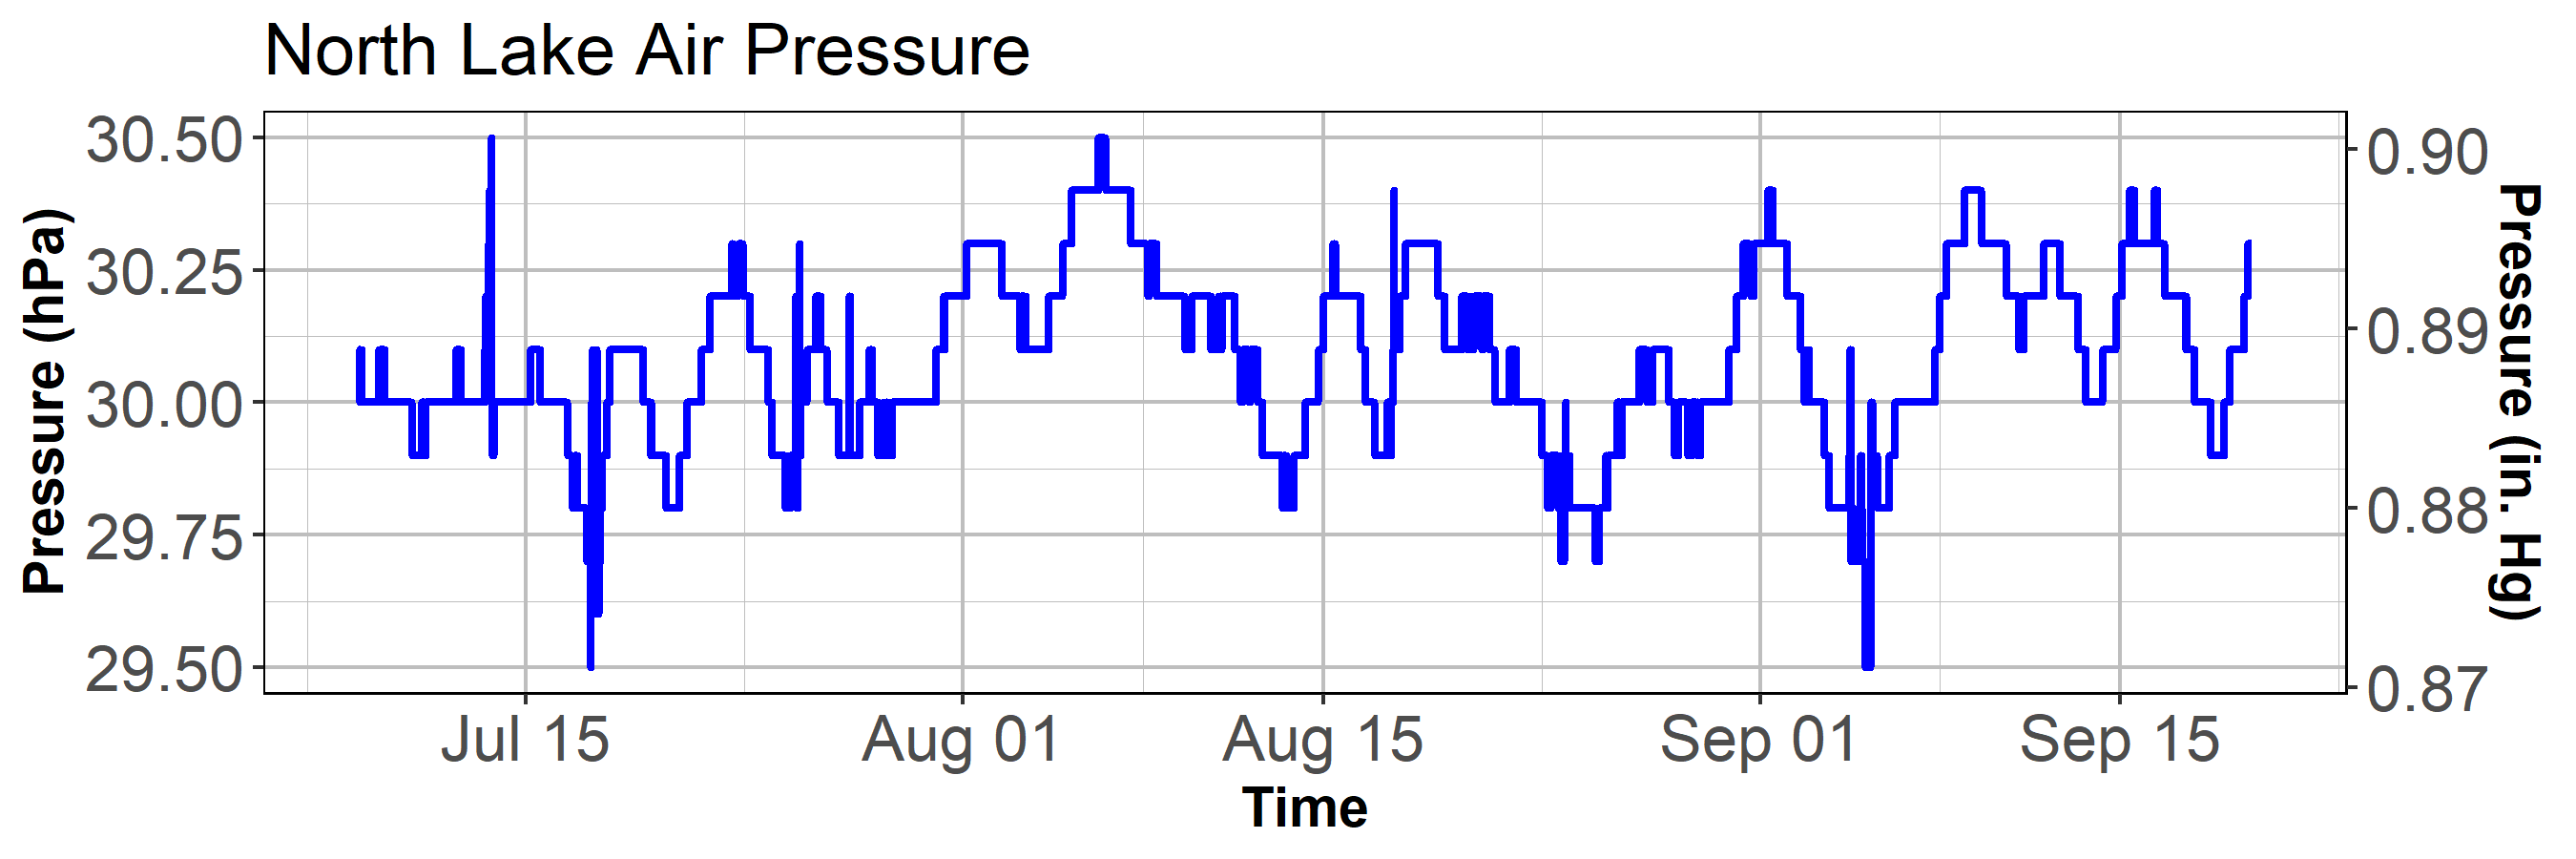 North Lake Air Pressure
Pressure (hPa)
30.50
30.25
30.00
29.75
29.50
0.90
0.89
0.88
0.87
Pressure (in. Hg)
Jul 15
Aug 01
Aug 15
Sep 01
Sep 15
Time